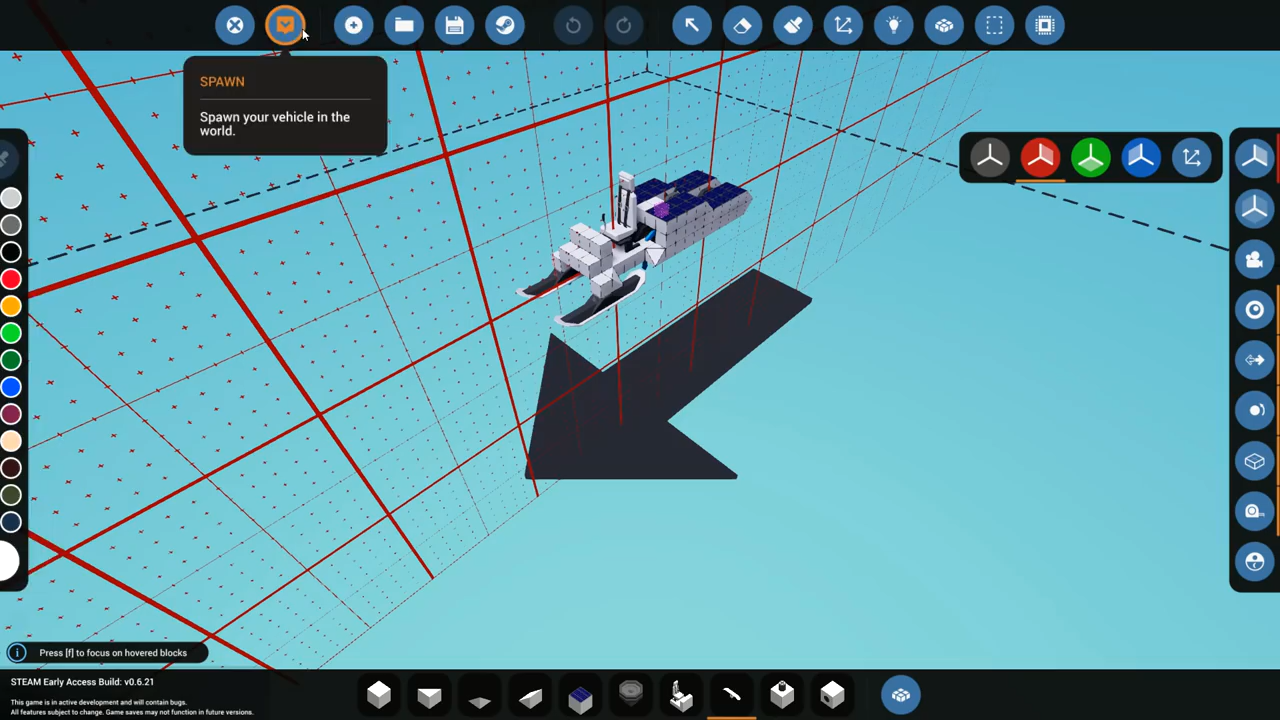 SPAWN
Spawn your vehicle in the
world.
Press [f] to focus on hovered blocks
STEAM Early Access Build: v0.6.21
This game is in active development and will contain bugs.
All features subject to change. Game saves may not function in future versions.